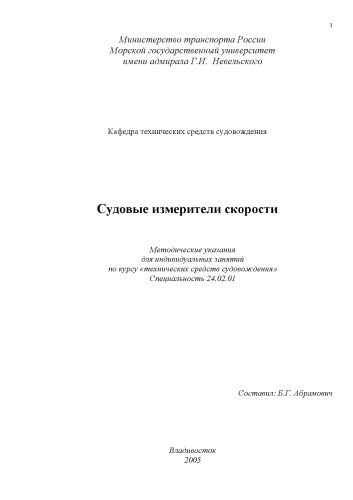 1
Министерство транспорта России
Морской государственный университет
имени адмирала Г.И. Невельского
Кафедра технических средств судовождения
Судовые измерители скорости
Методические указания
для индивидуальных занятий
по курсу «технических средств судовождения»
Специальность 24.02.01
Составил: Б.Г. Абрамович
Владивосток
2005